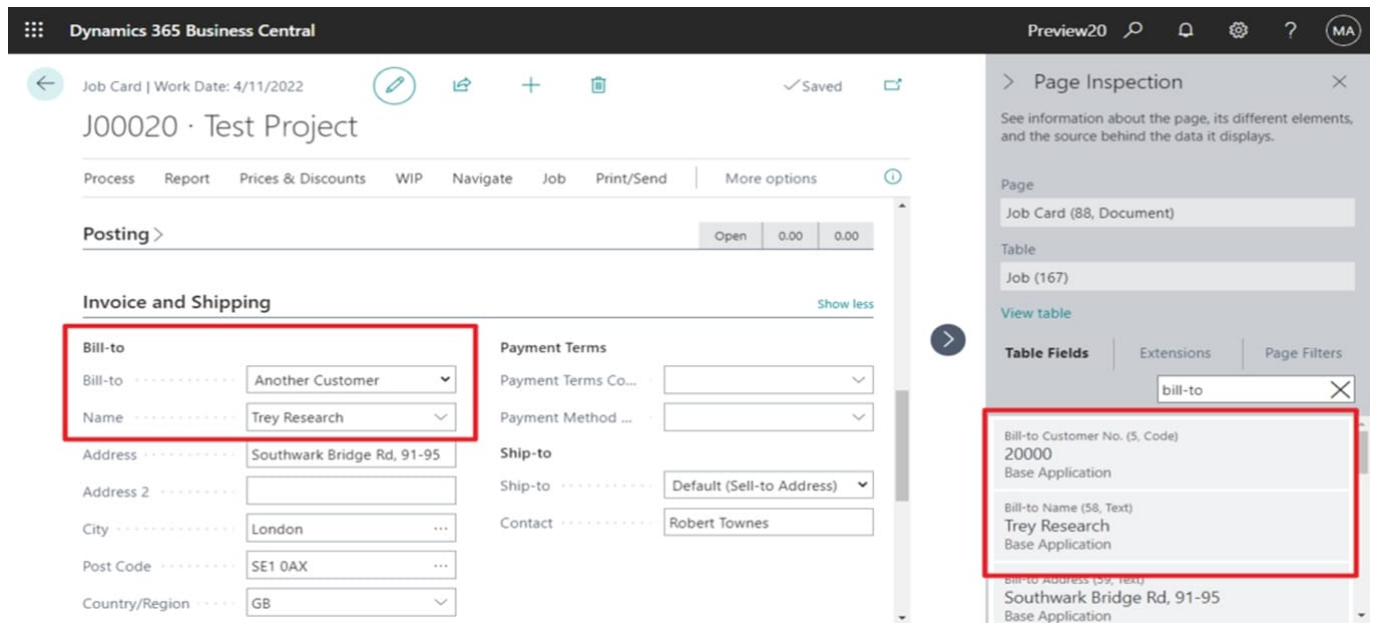 Dynamics 365 Business Central
Preview20
?
MA
Job Card | Work Date: 4/11/2022
Saved
J00020 · Test Project
Process Report Prices & Discounts WIP Navigate Job Print/Send More options
Posting
Open 0.00 0.00
Invoice and Shipping
Show less
Bill-to
Bill-to Another Customer
Name Trey Research
Address Southwark Bridge Rd, 91-95
Address 2
City London
Post Code SE1 0AX
Country/Region GB
Payment Terms
Payment Terms Co...
Payment Method ...
Ship-to
Ship-to Default (Sell-to Address)
Contact Robert Townes
Page Inspection
See information about the page, its different elements,
and the source behind the data it displays.
Page
Job Card (88, Document)
Table
Job (167)
View table
Table Fields Extensions Page Filters
bill-to
Bill-to Customer No. (5, Code)
20000
Base Application
Bill-to Name (58, Text)
Trey Research
Base Application
Bill-to Address (59, Text)
Southwark Bridge Rd, 91-95
Base Application